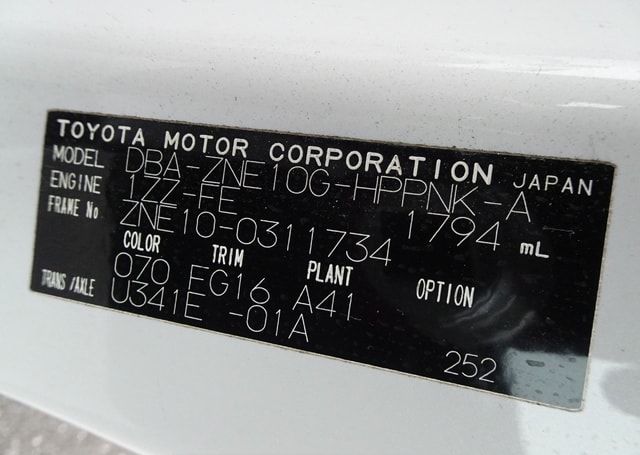 TOYOTA MOTOR CORPORATION JAPAN
MODEL DBA-ZNE10G-HPPNK-A
ENGINE 1ZZ-FE 1794 mL
FRAME No ZNE10-0311734
COLOR TRIM PLANT OPTION
070 FG16 A41
TRANS/AXLE U341E -01A
252